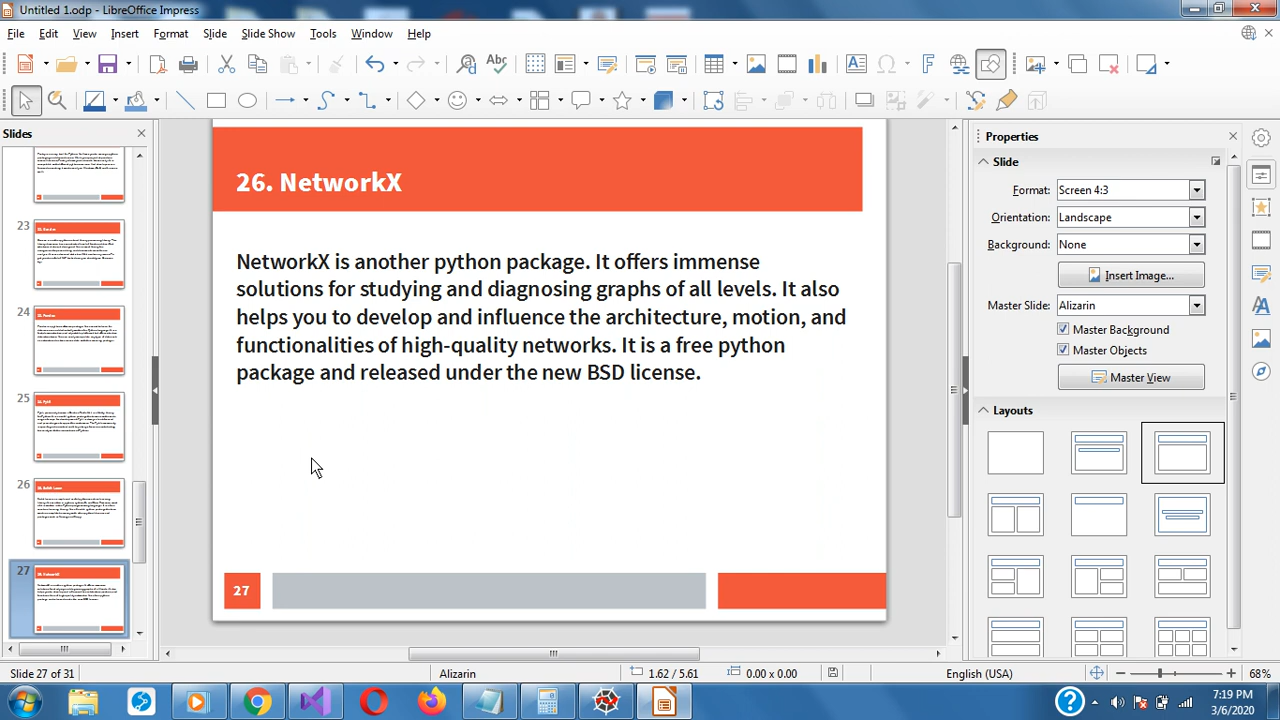 Untitled 1.odp - LibreOffice Impress
File Edit View Insert Format Slide Slide Show Tools Window Help
Slides
23
24
25
26
27
26. NetworkX
NetworkX is another python package. It offers immense
solutions for studying and diagnosing graphs of all levels. It also
helps you to develop and influence the architecture, motion, and
functionalities of high-quality networks. It is a free python
package and released under the new BSD license.
27
Properties
Slide
Format: Screen 4:3
Orientation: Landscape
Background: None
Insert Image...
Master Slide: Alizarin
Master Background
Master Objects
Master View
Layouts
Slide 27 of 31
Alizarin
1.62 / 5.61
0.00 x 0.00
English (USA)
68%
7:19 PM
3/6/2020